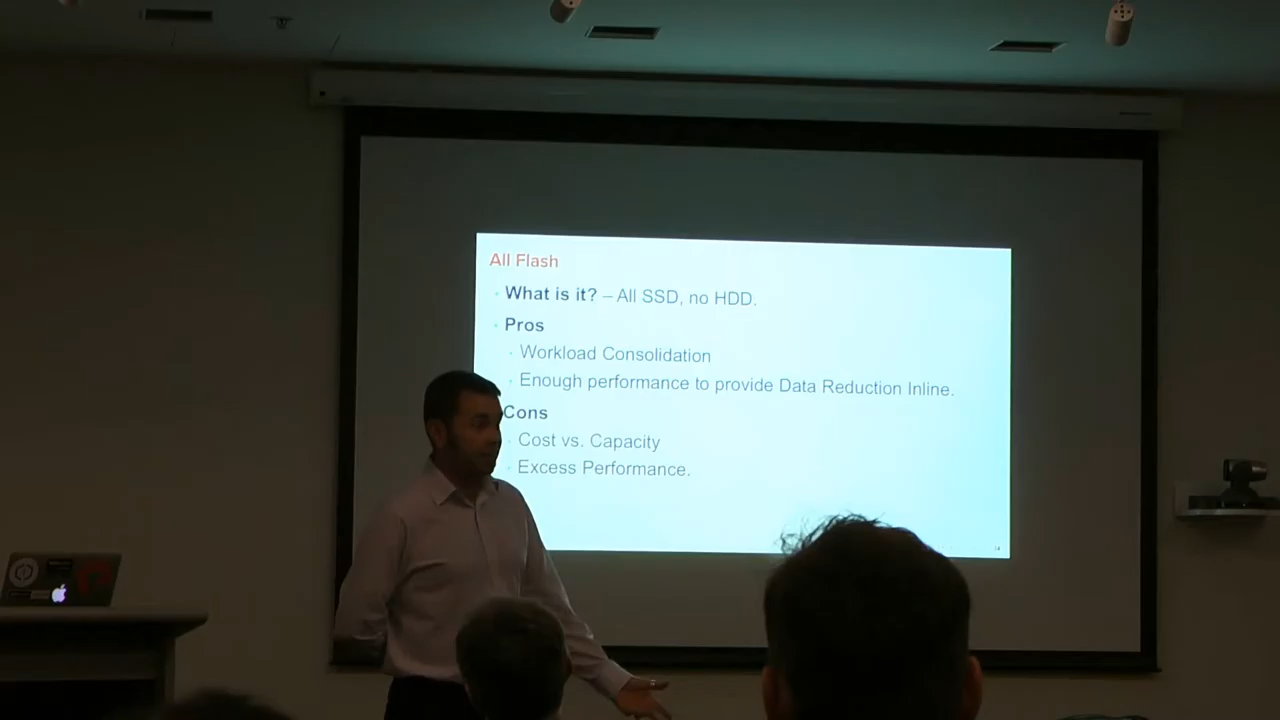 All Flash
What is it? – All SSD, no HDD.
Pros
Workload Consolidation
Enough performance to provide Data Reduction Inline.
Cons
Cost vs. Capacity
Excess Performance.
14